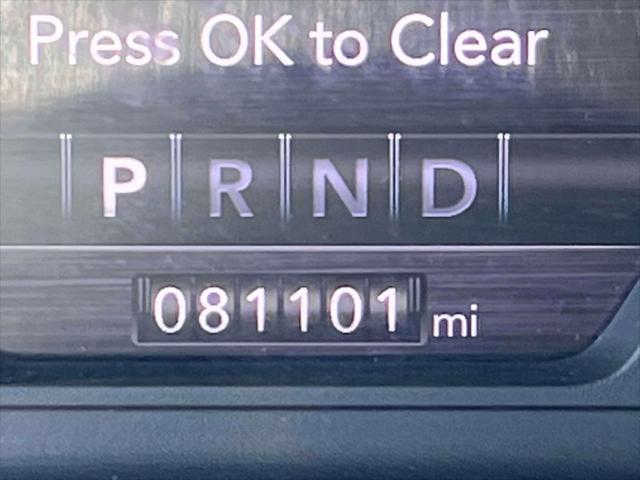 Press OK to Clear
P R N D
081101 mi